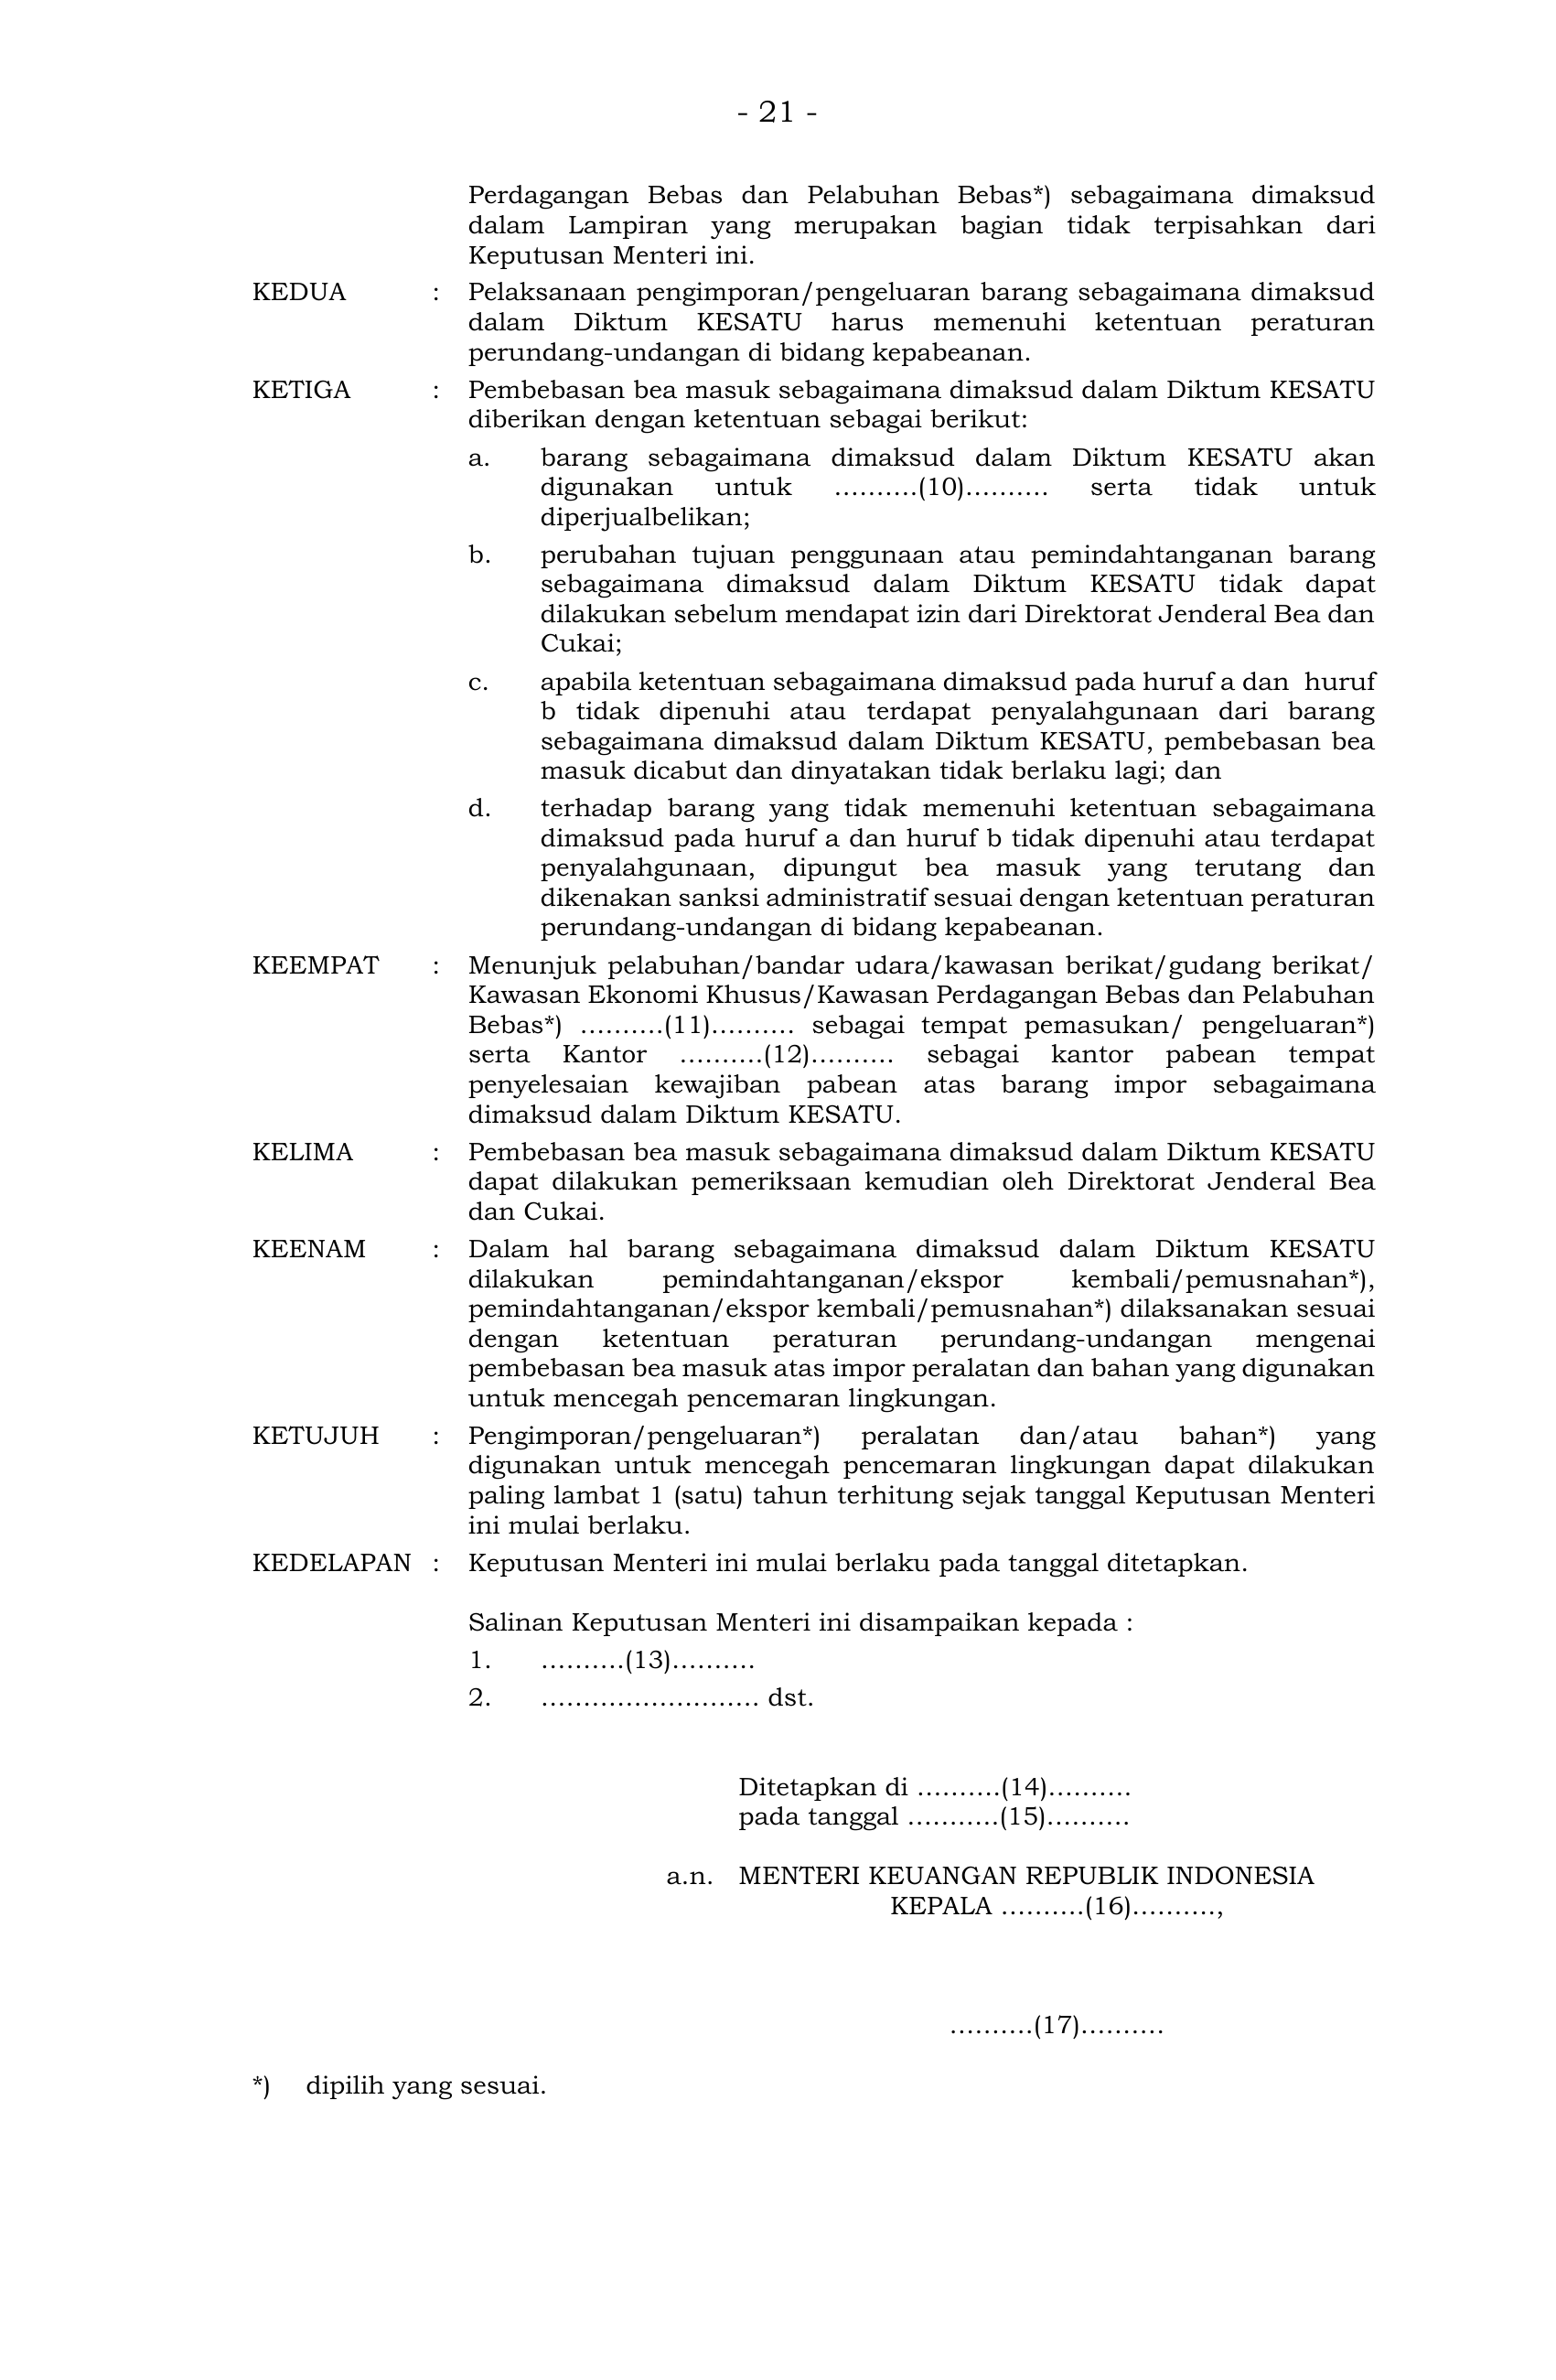 - 21 -
Perdagangan Bebas dan Pelabuhan Bebas*) sebagaimana dimaksud
dalam Lampiran yang merupakan bagian tidak terpisahkan dari
Keputusan Menteri ini.
KEDUA : Pelaksanaan pengimporan/pengeluaran barang sebagaimana dimaksud
dalam Diktum KESATU harus memenuhi ketentuan peraturan
perundang-undangan di bidang kepabeanan.
KETIGA : Pembebasan bea masuk sebagaimana dimaksud dalam Diktum KESATU
diberikan dengan ketentuan sebagai berikut:
a. barang sebagaimana dimaksud dalam Diktum KESATU akan
digunakan untuk ..........(10).......... serta tidak untuk
diperjualbelikan;
b. perubahan tujuan penggunaan atau pemindahtanganan barang
sebagaimana dimaksud dalam Diktum KESATU tidak dapat
dilakukan sebelum mendapat izin dari Direktorat Jenderal Bea dan
Cukai;
c. apabila ketentuan sebagaimana dimaksud pada huruf a dan huruf
b tidak dipenuhi atau terdapat penyalahgunaan dari barang
sebagaimana dimaksud dalam Diktum KESATU, pembebasan bea
masuk dicabut dan dinyatakan tidak berlaku lagi; dan
d. terhadap barang yang tidak memenuhi ketentuan sebagaimana
dimaksud pada huruf a dan huruf b tidak dipenuhi atau terdapat
penyalahgunaan, dipungut bea masuk yang terutang dan
dikenakan sanksi administratif sesuai dengan ketentuan peraturan
perundang-undangan di bidang kepabeanan.
KEEMPAT : Menunjuk pelabuhan/bandar udara/kawasan berikat/gudang berikat/
Kawasan Ekonomi Khusus/Kawasan Perdagangan Bebas dan Pelabuhan
Bebas*) ..........(11).......... sebagai tempat pemasukan/ pengeluaran*)
serta Kantor ..........(12).......... sebagai kantor pabean tempat
penyelesaian kewajiban pabean atas barang impor sebagaimana
dimaksud dalam Diktum KESATU.
KELIMA : Pembebasan bea masuk sebagaimana dimaksud dalam Diktum KESATU
dapat dilakukan pemeriksaan kemudian oleh Direktorat Jenderal Bea
dan Cukai.
KEENAM : Dalam hal barang sebagaimana dimaksud dalam Diktum KESATU
dilakukan pemindahtanganan/ekspor kembali/pemusnahan*),
pemindahtanganan/ekspor kembali/pemusnahan*) dilaksanakan sesuai
dengan ketentuan peraturan perundang-undangan mengenai
pembebasan bea masuk atas impor peralatan dan bahan yang digunakan
untuk mencegah pencemaran lingkungan.
KETUJUH : Pengimporan/pengeluaran*) peralatan dan/atau bahan*) yang
digunakan untuk mencegah pencemaran lingkungan dapat dilakukan
paling lambat 1 (satu) tahun terhitung sejak tanggal Keputusan Menteri
ini mulai berlaku.
KEDELAPAN : Keputusan Menteri ini mulai berlaku pada tanggal ditetapkan.
Salinan Keputusan Menteri ini disampaikan kepada :
1. ..........(13)..........
2. .......................... dst.
Ditetapkan di ..........(14)..........
pada tanggal ...........(15)..........
a.n. MENTERI KEUANGAN REPUBLIK INDONESIA
KEPALA ..........(16)..........,
..........(17)..........
*) dipilih yang sesuai.